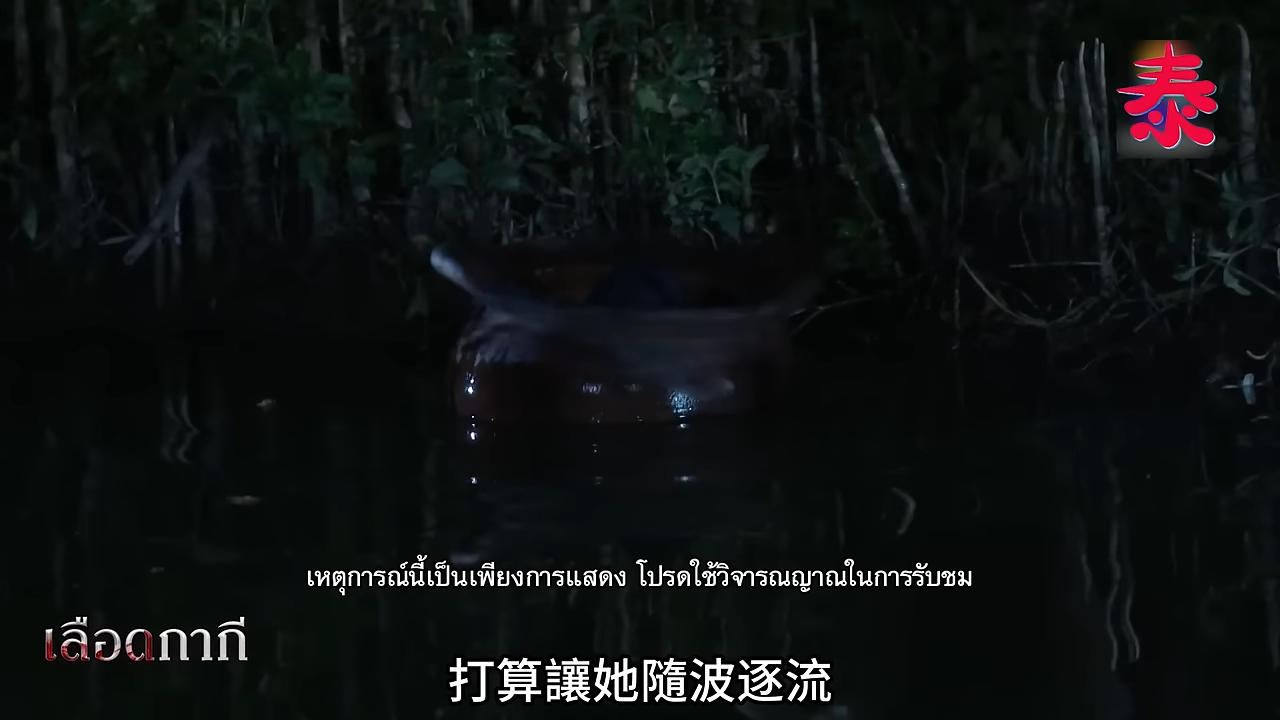 泰
เหตุการณ์นี้เป็นเพียงการแสดง โปรดใช้วิจารณญาณในการรับชม
เลือดกากี
打算讓她隨波逐流